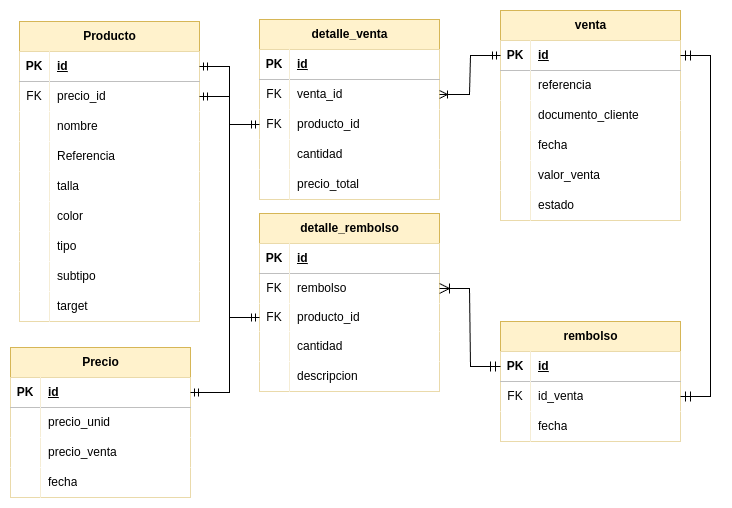 Producto
PK id
FK precio_id
nombre
Referencia
talla
color
tipo
subtipo
target
detalle_venta
PK id
FK venta_id
FK producto_id
cantidad
precio_total
venta
PK id
referencia
documento_cliente
fecha
valor_venta
estado
detalle_rembolso
PK id
FK rembolso
FK producto_id
cantidad
descripcion
Precio
PK id
precio_unid
precio_venta
fecha
rembolso
PK id
FK id_venta
fecha